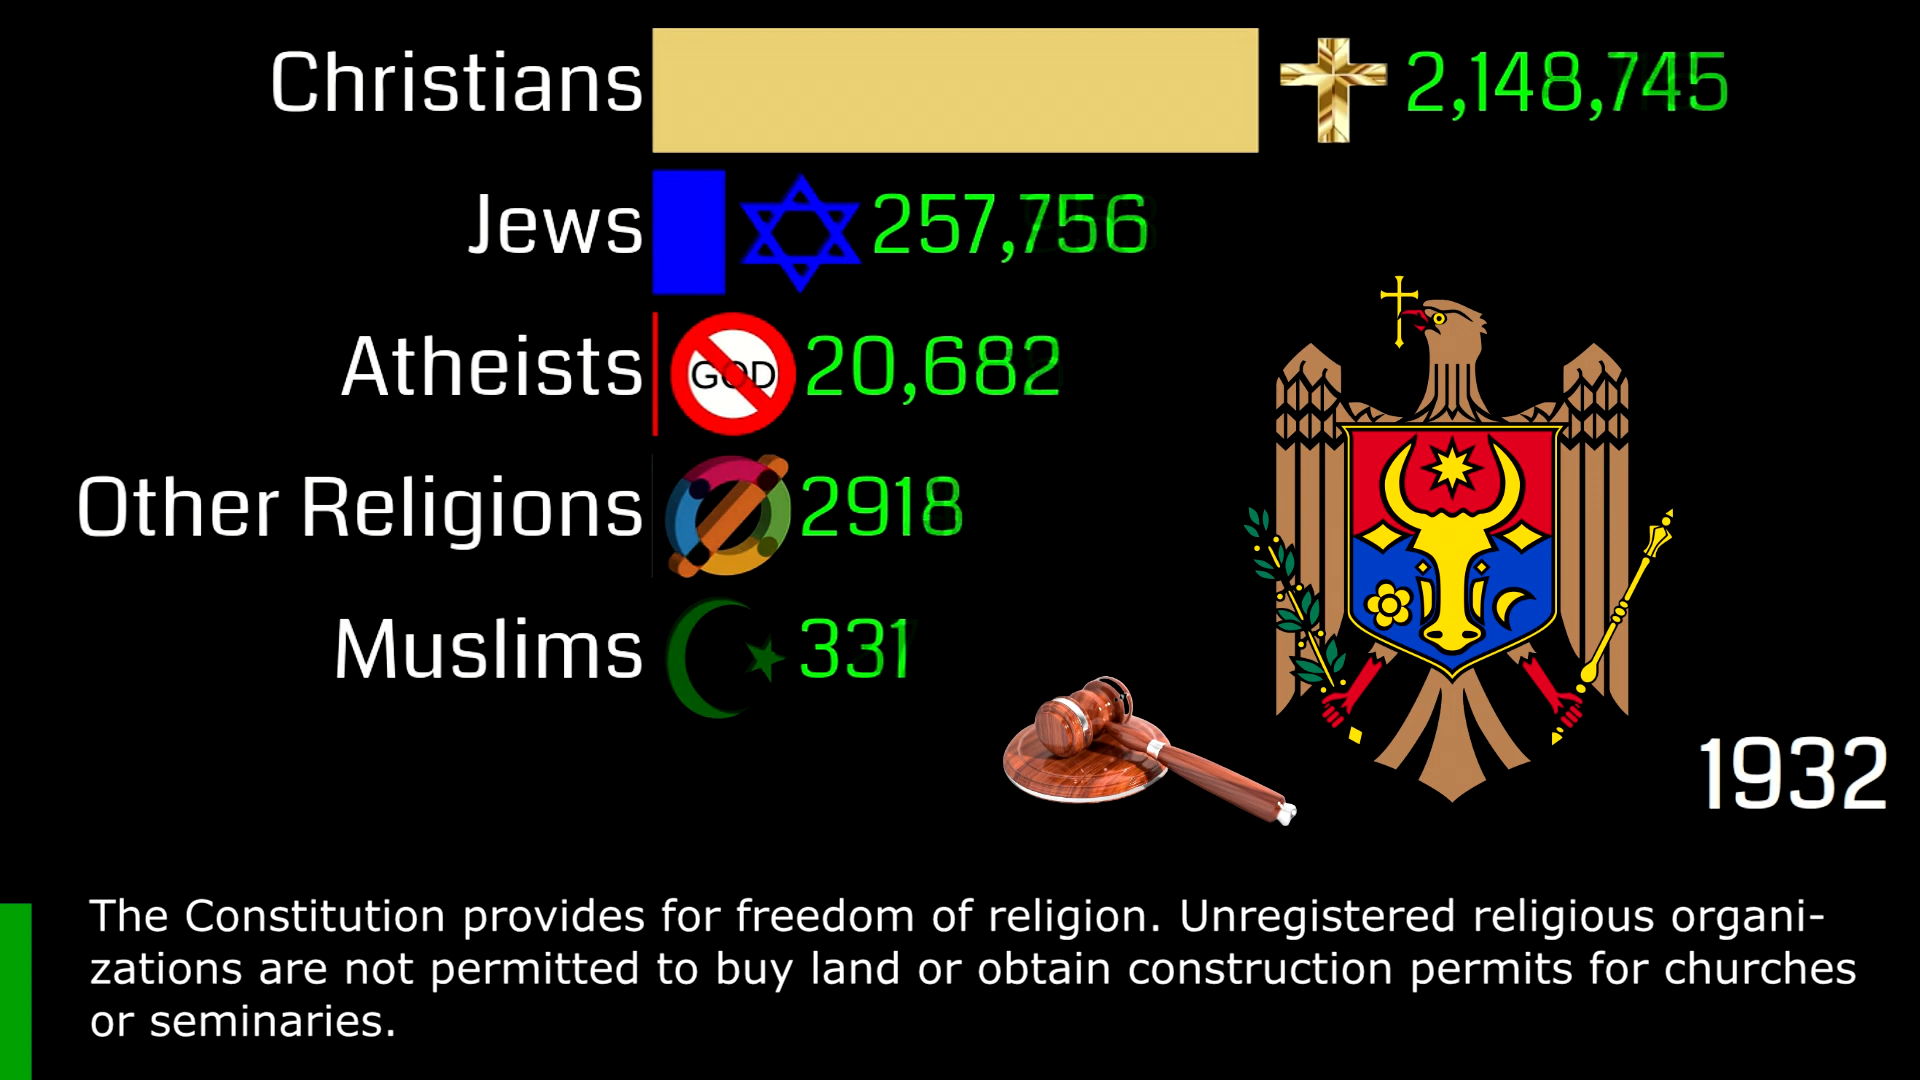 Christians 2,148,745
Jews 257,756
Atheists GOD 20,682
Other Religions 2918
Muslims 331
1932
The Constitution provides for freedom of religion. Unregistered religious organi-
zations are not permitted to buy land or obtain construction permits for churches
or seminaries.